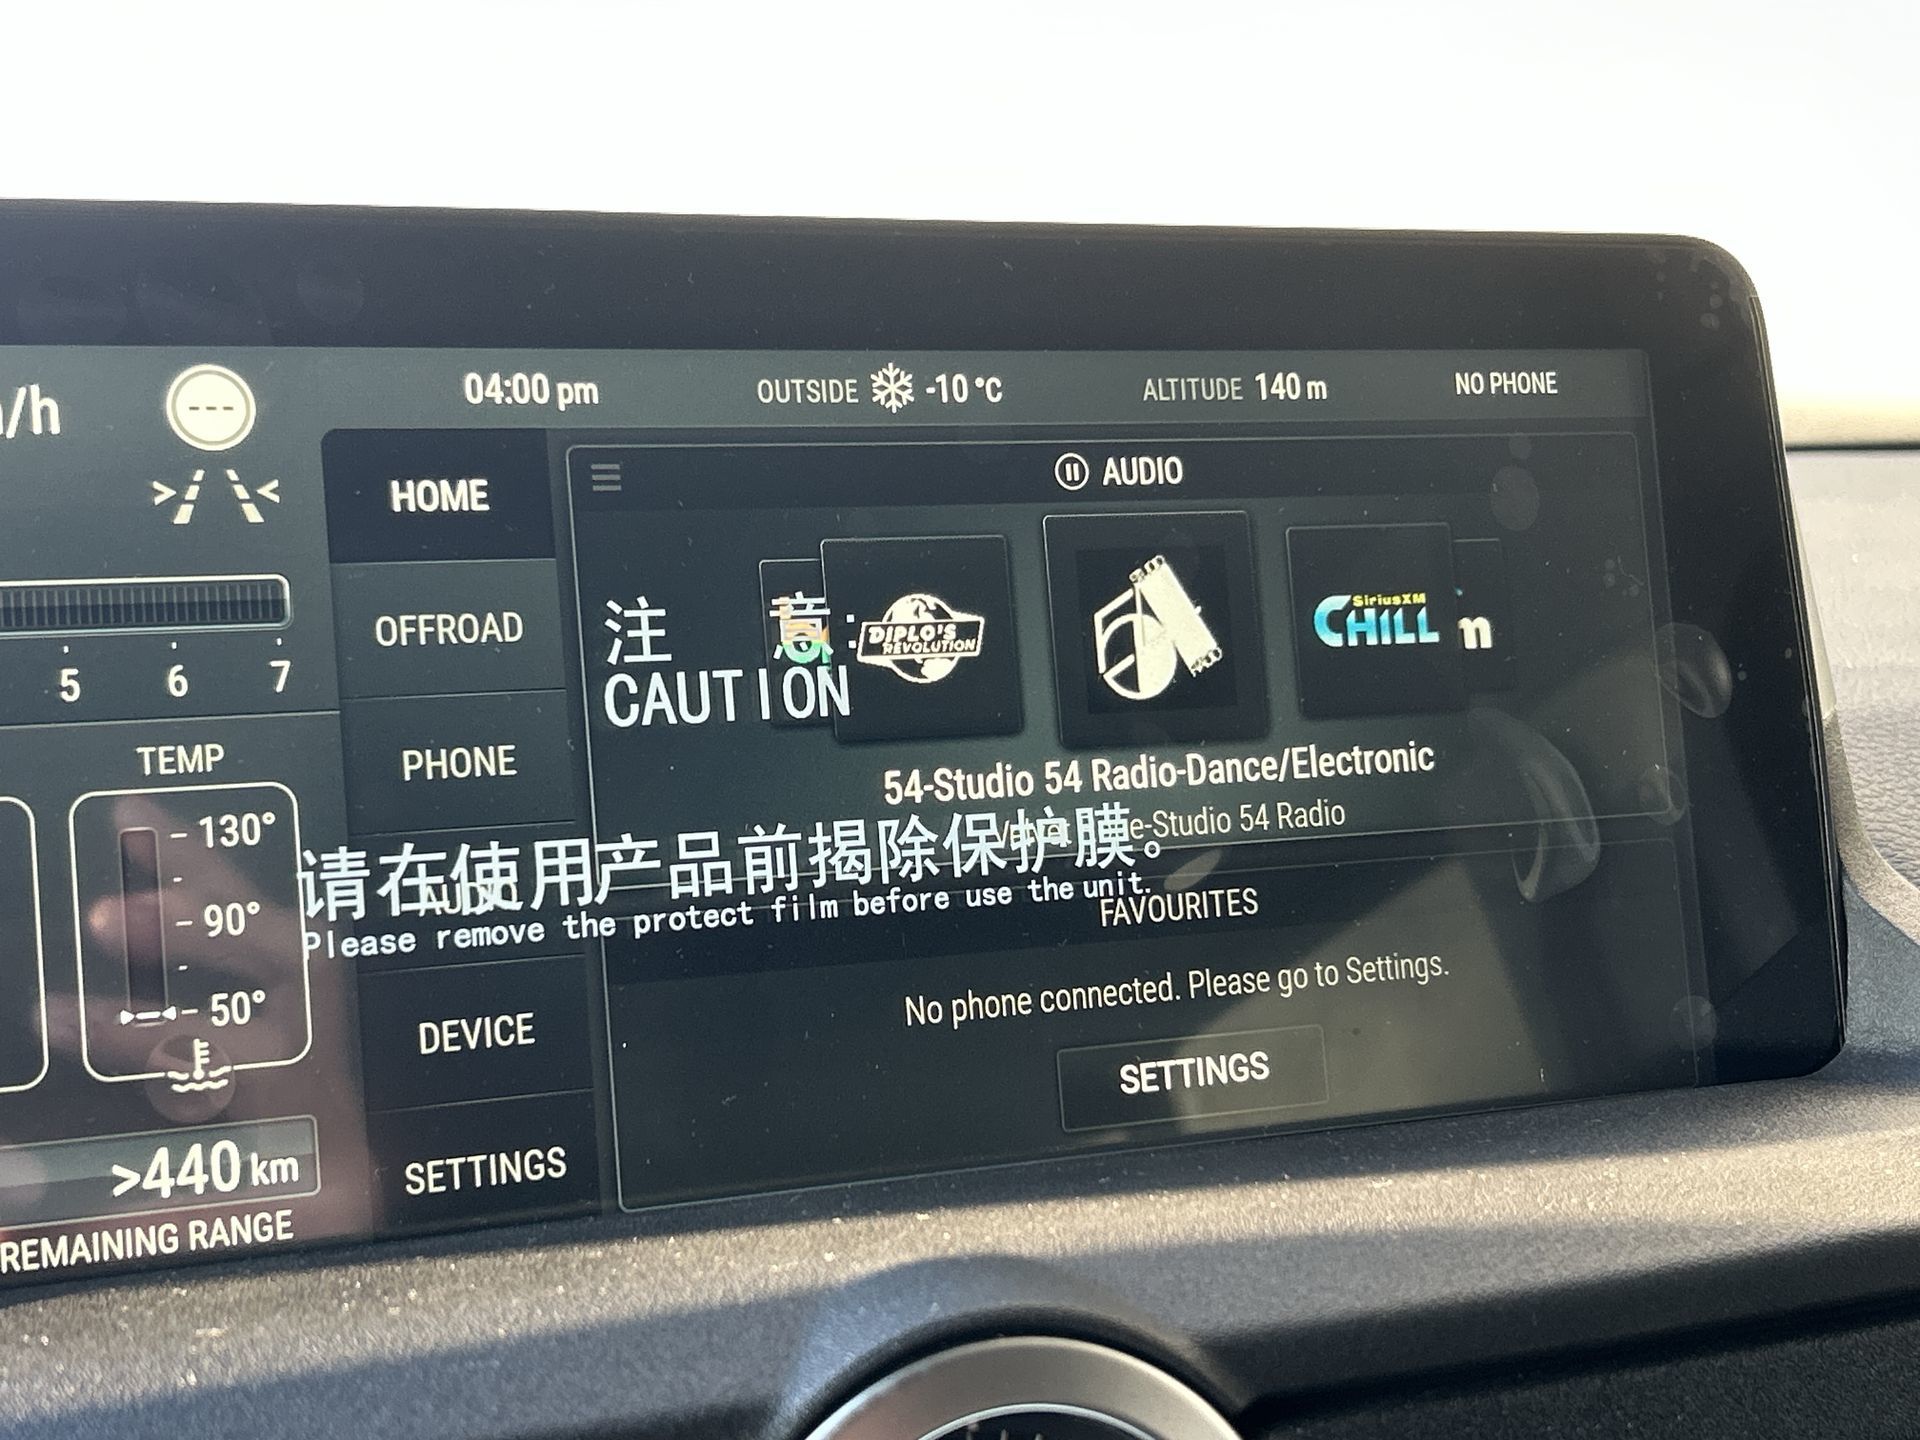 /h
---
04:00 pm
OUTSIDE -10 °C
ALTITUDE 140 m
NO PHONE
HOME
OFFROAD
PHONE
AUDIO
DEVICE
SETTINGS
AUDIO
DIPLO'S
REVOLUTION
SiriusXM
CHILL
n
54-Studio 54 Radio-Dance/Electronic
e-Studio 54 Radio
FAVOURITES
No phone connected. Please go to Settings.
SETTINGS
注 意:
CAUTION
请在使用产品前揭除保护膜。
Please remove the protect film before use the unit.
5 6 7
TEMP
130°
90°
50°
>440 km
REMAINING RANGE